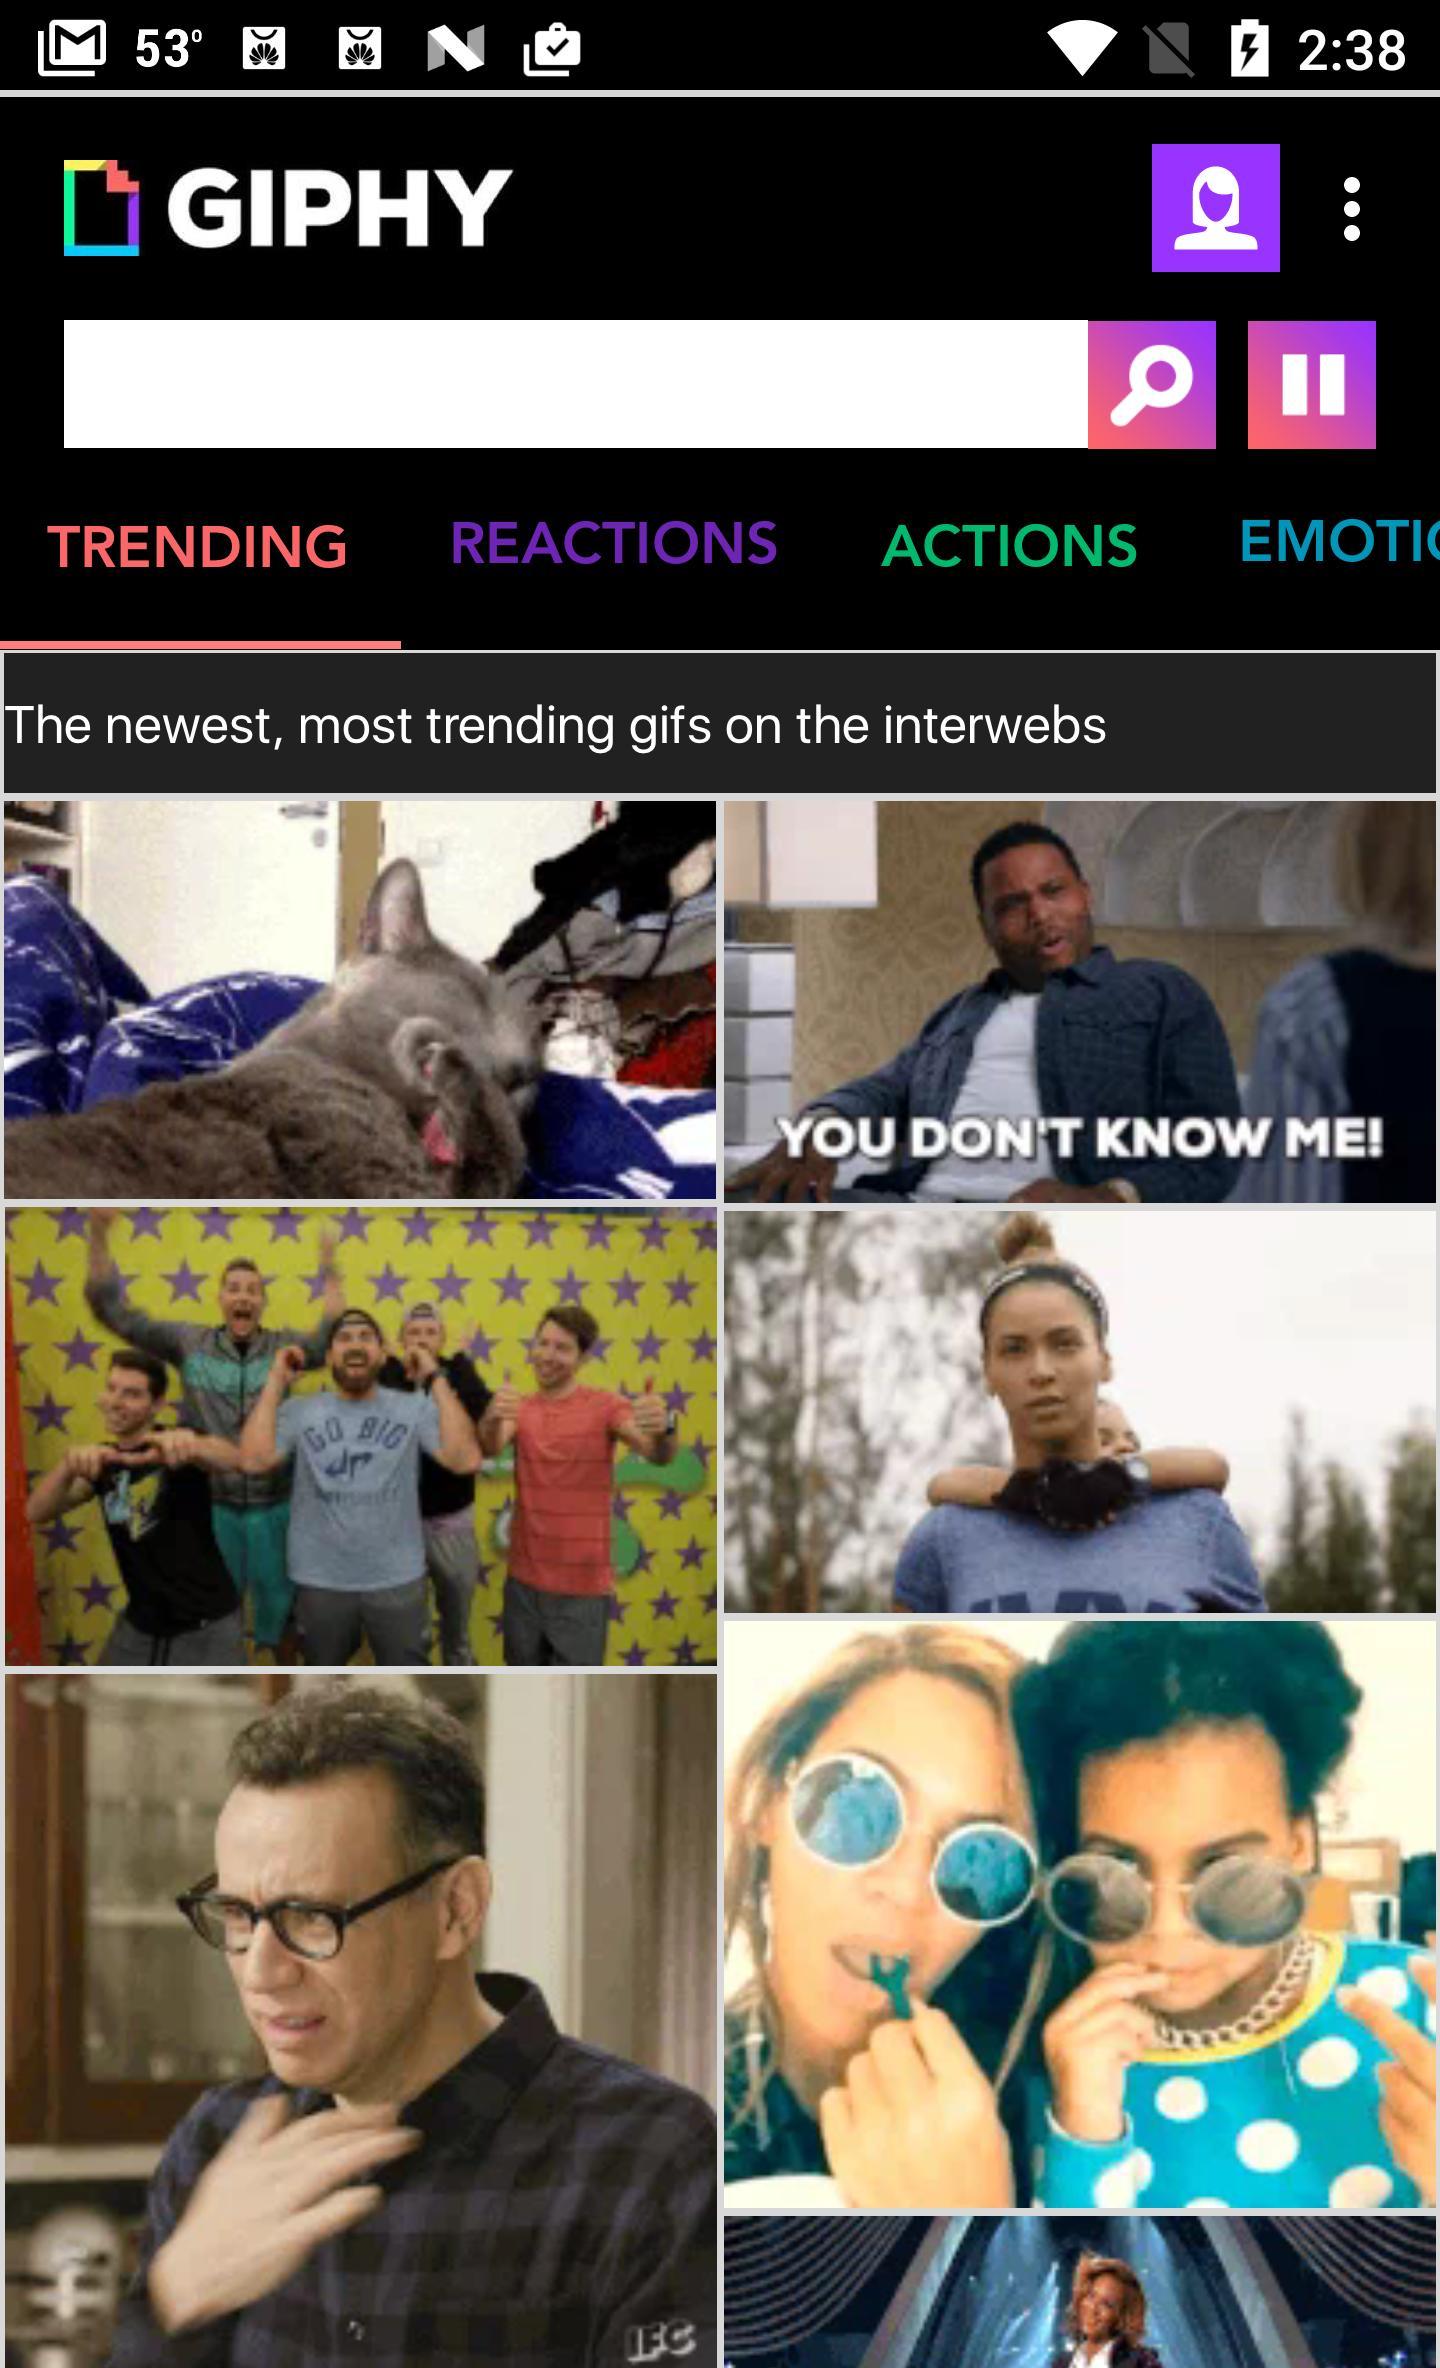 53°
2:38
GIPHY
TRENDING REACTIONS ACTIONS EMOTIC
The newest, most trending gifs on the interwebs
YOU DON'T KNOW ME!
GO BIG
IFC